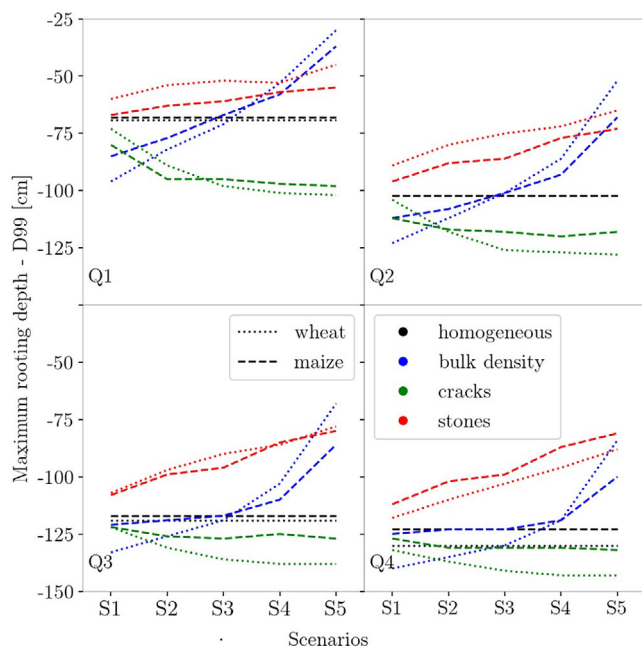 Maximum rooting depth - D99 [cm]
-25
-50
-75
-100
-125
Q1
Q2
-50
-75
-100
-125
-150
wheat
maize
homogeneous
bulk density
cracks
stones
Q3
Q4
S1 S2 S3 S4 S5
S1 S2 S3 S4 S5
Scenarios